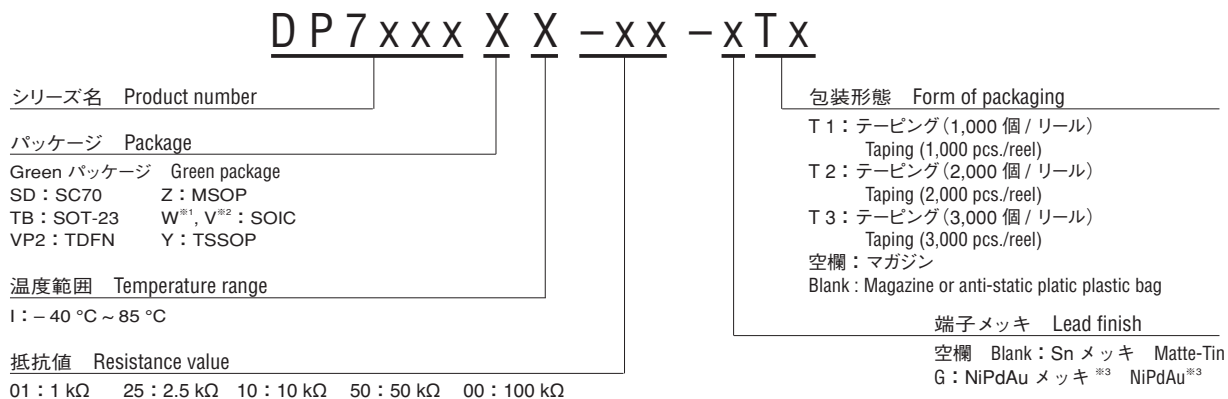 DP7xxx X X -xx -x Tx
シリーズ名 Product number
パッケージ Package
Green パッケージ Green package
SD：SC70 Z：MSOP
TB：SOT-23 W※1, V※2：SOIC
VP2：TDFN Y：TSSOP
温度範囲 Temperature range
I：– 40 °C ~ 85 °C
抵抗値 Resistance value
01：1 kΩ 25：2.5 kΩ 10：10 kΩ 50：50 kΩ 00：100 kΩ
包装形態 Form of packaging
T 1：テーピング（1,000 個 / リール）
Taping (1,000 pcs./reel)
T 2：テーピング（2,000 個 / リール）
Taping (2,000 pcs./reel)
T 3：テーピング（3,000 個 / リール）
Taping (3,000 pcs./reel)
空欄：マガジン
Blank : Magazine or anti-static platic plastic bag
端子メッキ Lead finish
空欄 Blank：Sn メッキ Matte-Tin
G：NiPdAu メッキ ※3 NiPdAu※3